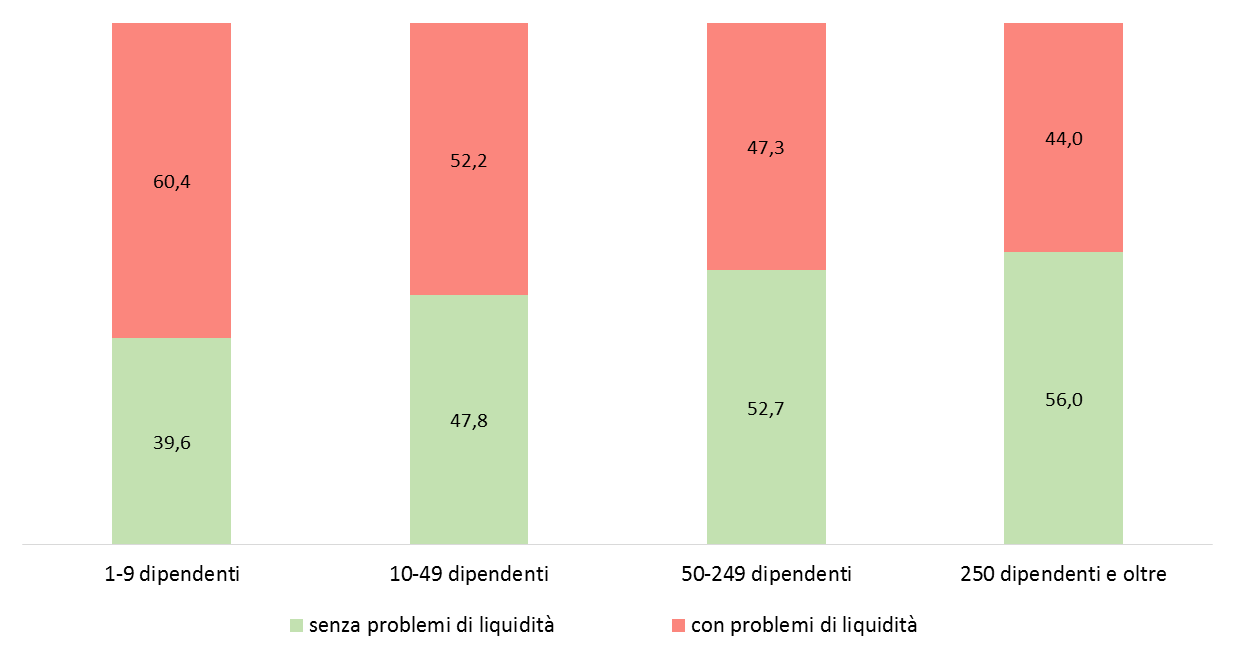 44,0
47,3
52,2
60,4
56,0
52,7
47,8
39,6
1-9 dipendenti
10-49 dipendenti
50-249 dipendenti
250 dipendenti e oltre
senza problemi di liquidità
con problemi di liquidità